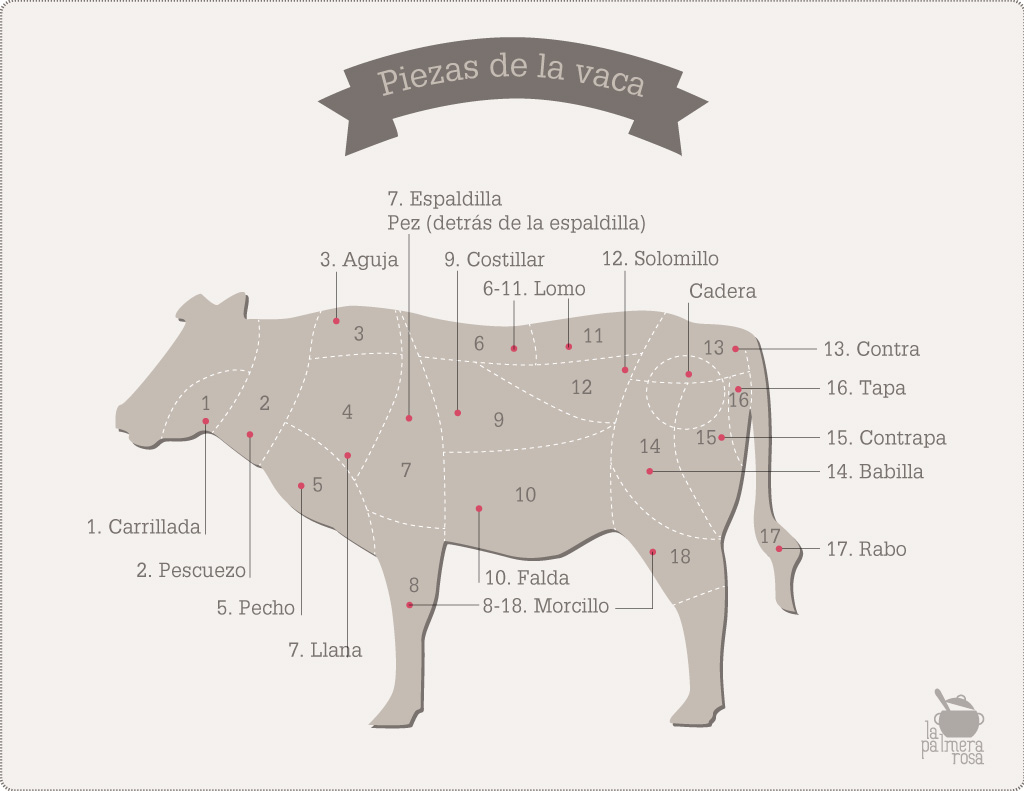 Piezas de la vaca
7. Espaldilla
Pez (detrás de la espaldilla)
3. Aguja
9. Costillar
12. Solomillo
6-11. Lomo
Cadera
3
6
11
13
13. Contra
12
16. Tapa
16
1
2
4
9
15
15. Contrapa
14
14. Babilla
7
5
10
1. Carrillada
17
17. Rabo
18
2. Pescuezo
8
10. Falda
5. Pecho
8-18. Morcillo
7. Llana
la
palmera
rosa